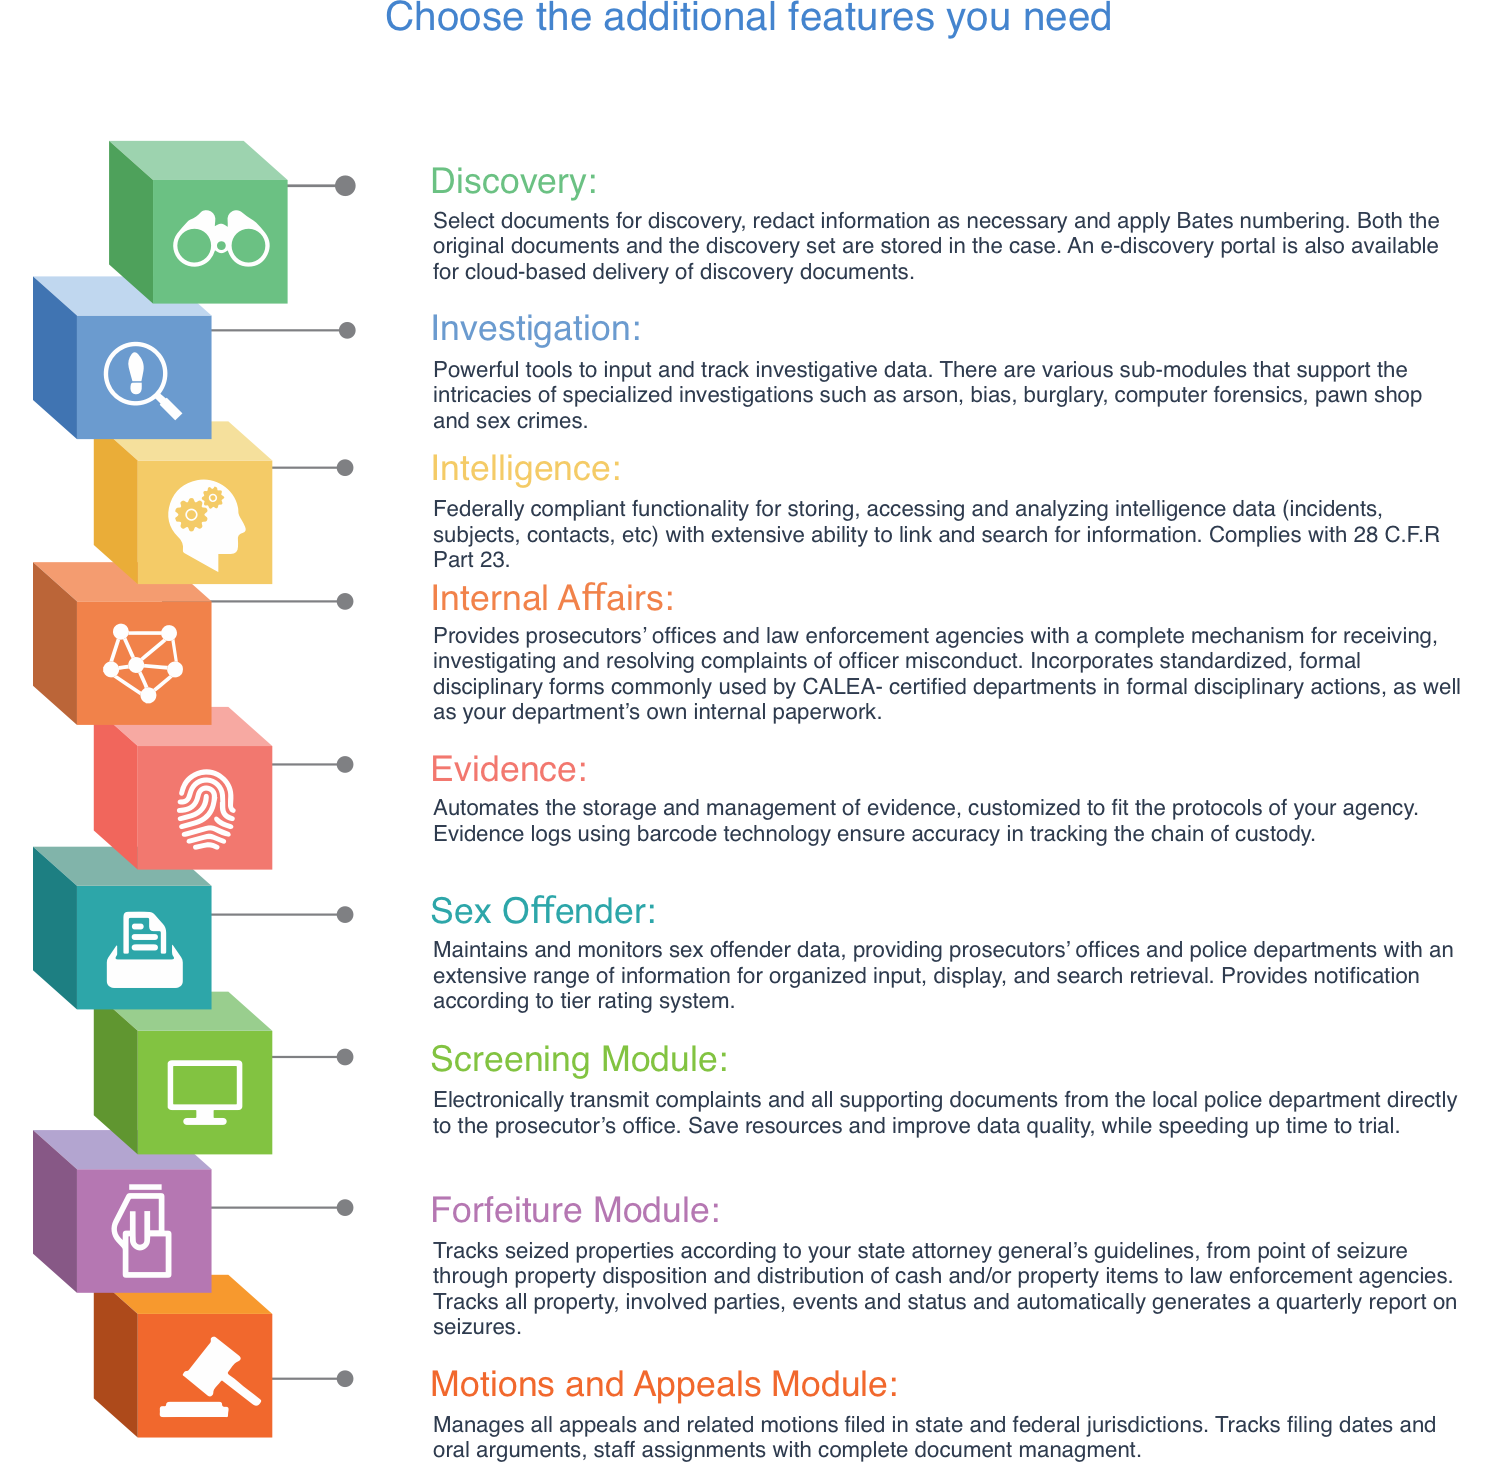 Choose the additional features you need
Discovery:
Select documents for discovery, redact information as necessary and apply Bates numbering. Both the
original documents and the discovery set are stored in the case. An e-discovery portal is also available
for cloud-based delivery of discovery documents.
Investigation:
Powerful tools to input and track investigative data. There are various sub-modules that support the
intricacies of specialized investigations such as arson, bias, burglary, computer forensics, pawn shop
and sex crimes.
Intelligence:
Federally compliant functionality for storing, accessing and analyzing intelligence data (incidents,
subjects, contacts, etc) with extensive ability to link and search for information. Complies with 28 C.F.R
Part 23.
Internal Affairs:
Provides prosecutors’ offices and law enforcement agencies with a complete mechanism for receiving,
investigating and resolving complaints of officer misconduct. Incorporates standardized, formal
disciplinary forms commonly used by CALEA- certified departments in formal disciplinary actions, as well
as your department’s own internal paperwork.
Evidence:
Automates the storage and management of evidence, customized to fit the protocols of your agency.
Evidence logs using barcode technology ensure accuracy in tracking the chain of custody.
Sex Offender:
Maintains and monitors sex offender data, providing prosecutors’ offices and police departments with an
extensive range of information for organized input, display, and search retrieval. Provides notification
according to tier rating system.
Screening Module:
Electronically transmit complaints and all supporting documents from the local police department directly
to the prosecutor’s office. Save resources and improve data quality, while speeding up time to trial.
Forfeiture Module:
Tracks seized properties according to your state attorney general’s guidelines, from point of seizure
through property disposition and distribution of cash and/or property items to law enforcement agencies.
Tracks all property, involved parties, events and status and automatically generates a quarterly report on
seizures.
Motions and Appeals Module:
Manages all appeals and related motions filed in state and federal jurisdictions. Tracks filing dates and
oral arguments, staff assignments with complete document managment.